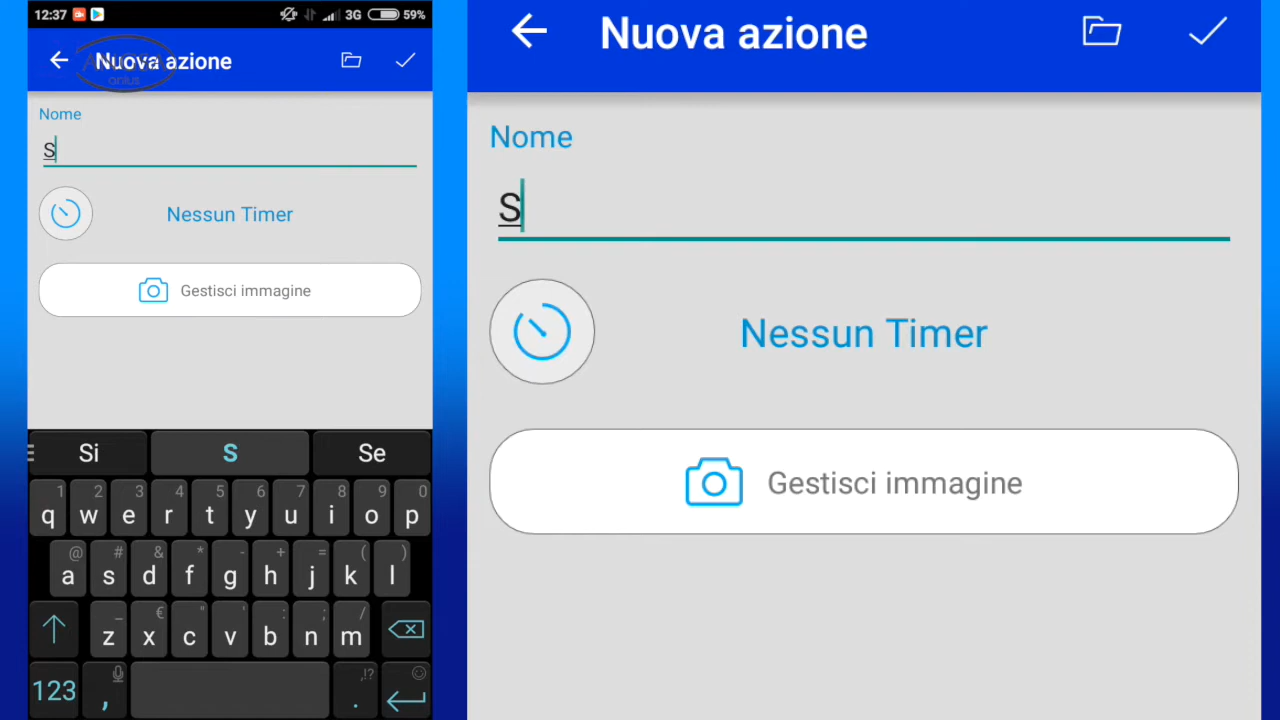 12:37 3G 59%
Nuova azione
onlus
Nome
S
Nessun Timer
Gestisci immagine
Si S Se
1 2 3 4 5 6 7 8 9 0
q w e r t y u i o p
@ # & * - + = ( )
a s d f g h j k l
_ € " ' : ; /
z x c v b n m
,!?
123 , .
Nuova azione
Nome
S
Nessun Timer
Gestisci immagine